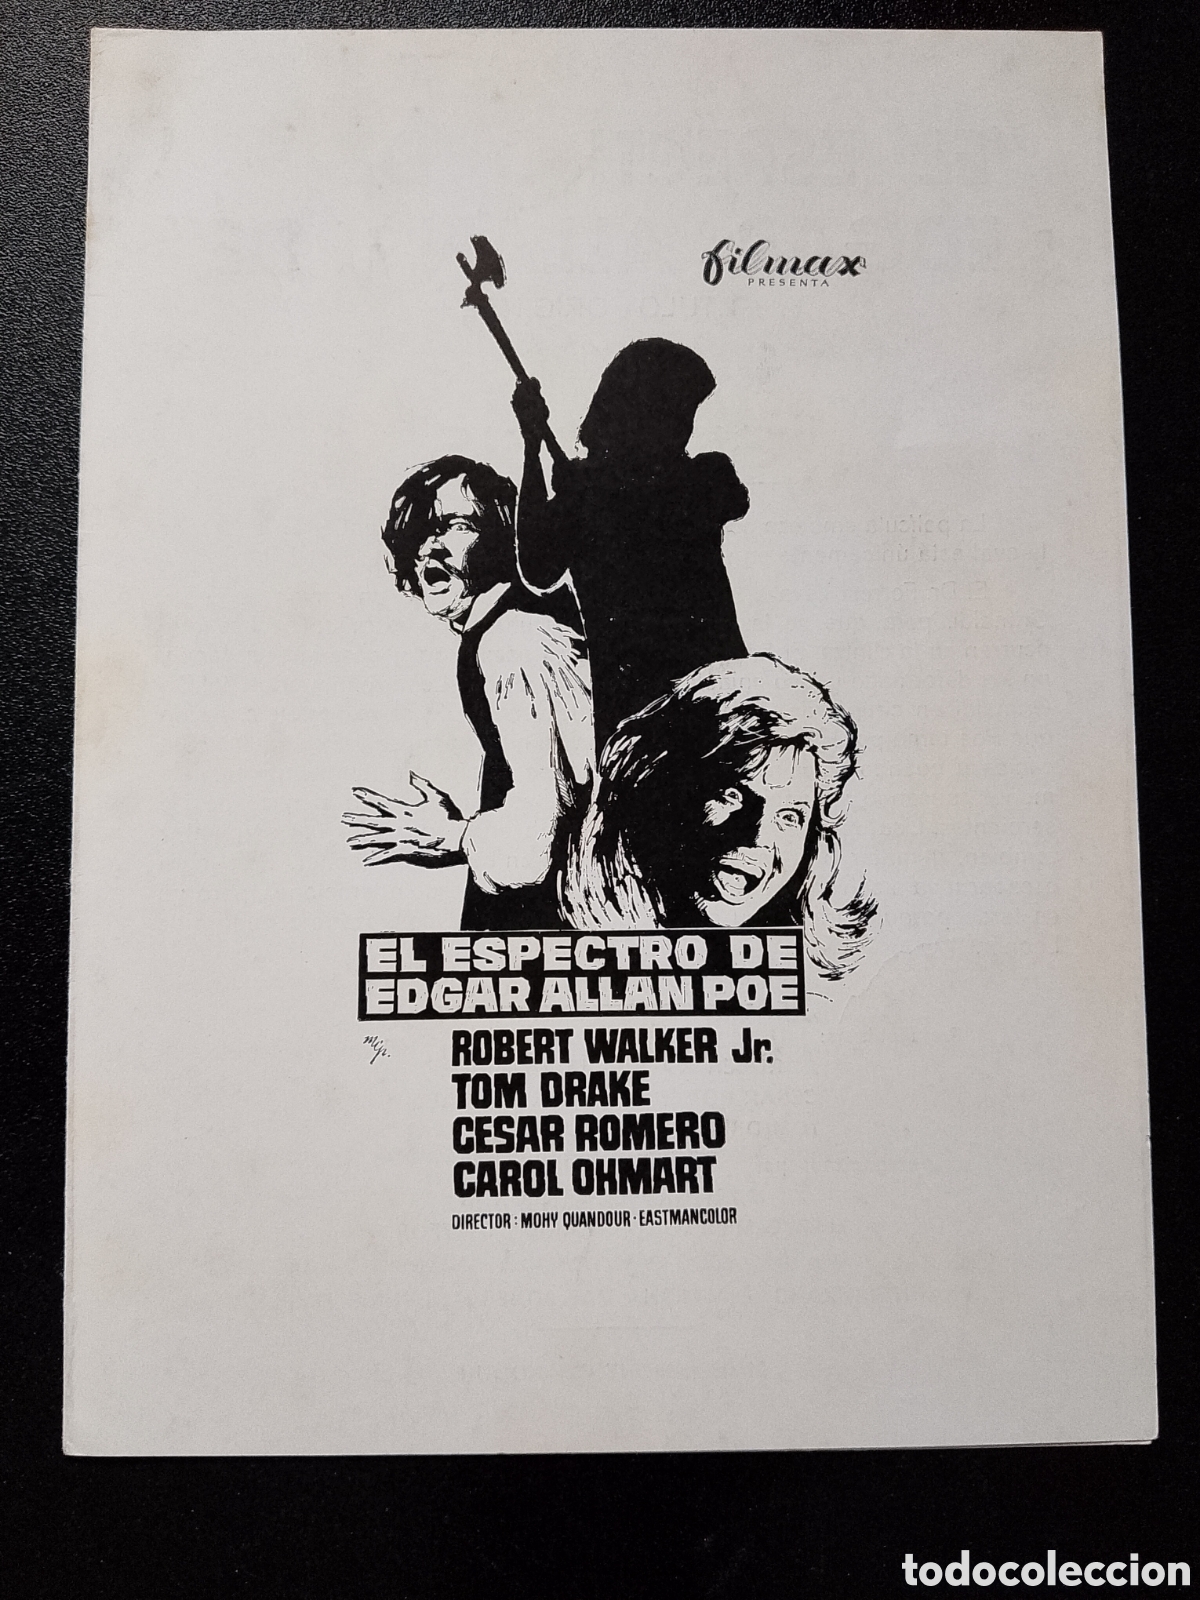 filmax
PRESENTA
EL ESPECTRO DE
EDGAR ALLAN POE
ROBERT WALKER Jr.
TOM DRAKE
CESAR ROMERO
CAROL OHMART
DIRECTOR: MOHY QUANDOUR · EASTMANCOLOR
todocoleccion